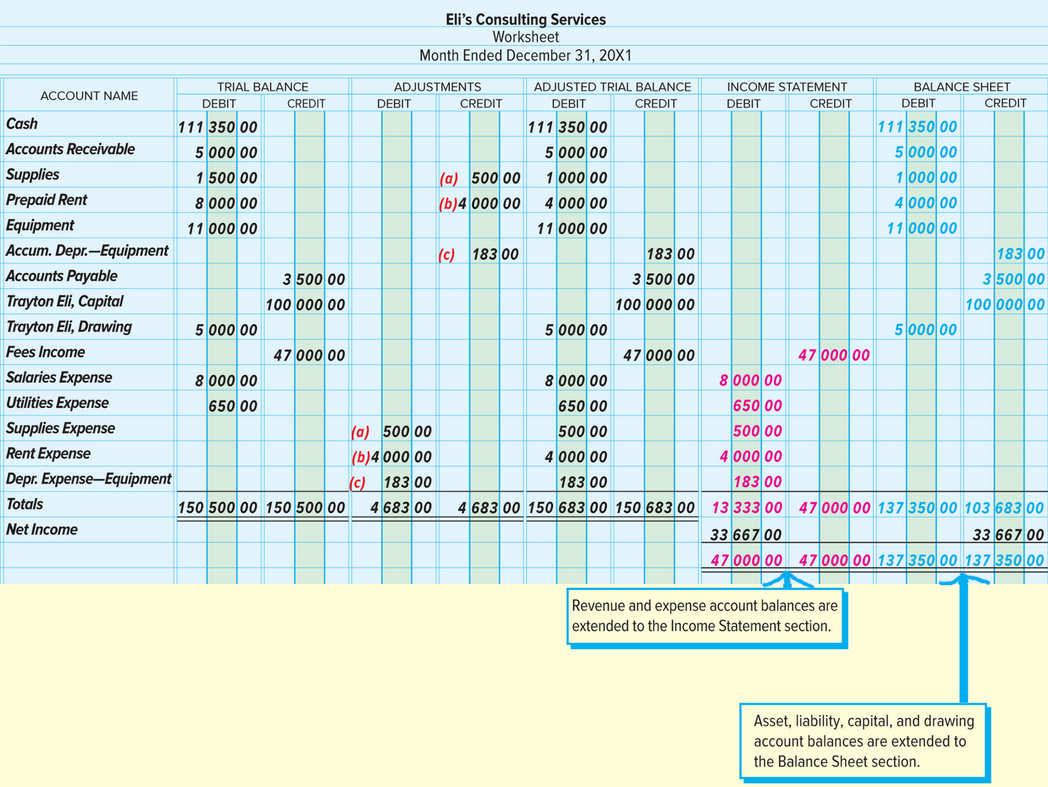 Eli's Consulting Services
Worksheet
Month Ended December 31, 20X1
ACCOUNT NAME TRIAL BALANCE ADJUSTMENTS ADJUSTED TRIAL BALANCE INCOME STATEMENT BALANCE SHEET
DEBIT CREDIT DEBIT CREDIT DEBIT CREDIT DEBIT CREDIT DEBIT CREDIT
Cash 111 350 00 111 350 00 111 350 00
Accounts Receivable 5 000 00 5 000 00 5 000 00
Supplies 1 500 00 (a) 500 00 1 000 00 1 000 00
Prepaid Rent 8 000 00 (b)4 000 00 4 000 00 4 000 00
Equipment 11 000 00 11 000 00 11 000 00
Accum. Depr.—Equipment (c) 183 00 183 00 183 00
Accounts Payable 3 500 00 3 500 00 3 500 00
Trayton Eli, Capital 100 000 00 100 000 00 100 000 00
Trayton Eli, Drawing 5 000 00 5 000 00 5 000 00
Fees Income 47 000 00 47 000 00 47 000 00
Salaries Expense 8 000 00 8 000 00 8 000 00
Utilities Expense 650 00 650 00 650 00
Supplies Expense (a) 500 00 500 00 500 00
Rent Expense (b)4 000 00 4 000 00 4 000 00
Depr. Expense—Equipment (c) 183 00 183 00 183 00
Totals 150 500 00 150 500 00 4 683 00 4 683 00 150 683 00 150 683 00 13 333 00 47 000 00 137 350 00 103 683 00
Net Income 33 667 00 33 667 00
47 000 00 47 000 00 137 350 00 137 350 00
Revenue and expense account balances are
extended to the Income Statement section.
Asset, liability, capital, and drawing
account balances are extended to
the Balance Sheet section.